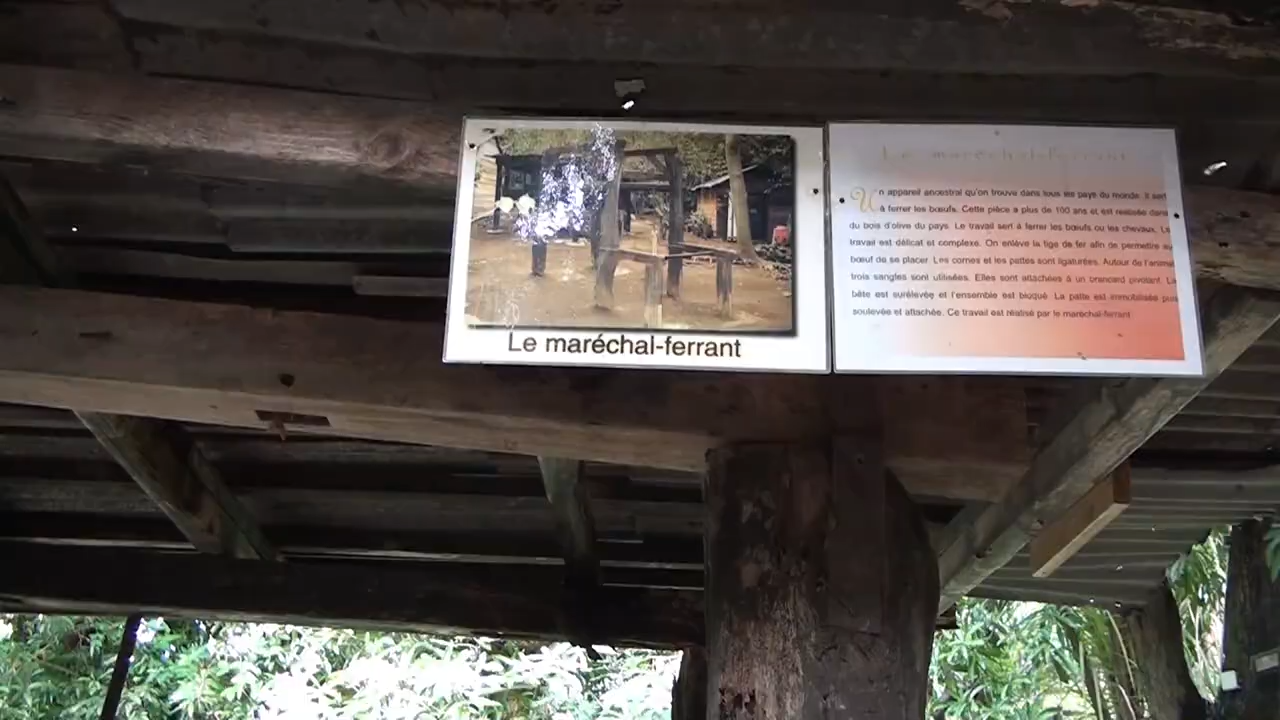 Le maréchal-ferrant
Le maréchal-ferrant
Un appareil ancestral qu'on trouve dans tous les pays du monde. Il sert
à ferrer les bœufs. Cette pièce a plus de 100 ans et est réalisée dans
du bois d'olive du pays. Le travail sert à ferrer les bœufs ou les chevaux. Le
travail est délicat et complexe. On enlève la tige de fer afin de permettre au
bœuf de se placer. Les cornes et les pattes sont ligaturées. Autour de l'animal
trois sangles sont utilisées. Elles sont attachées à un brancard pivotant. La
bête est surélevée et l'ensemble est bloqué. La patte est immobilisée puis
soulevée et attachée. Ce travail est réalisé par le maréchal-ferrant